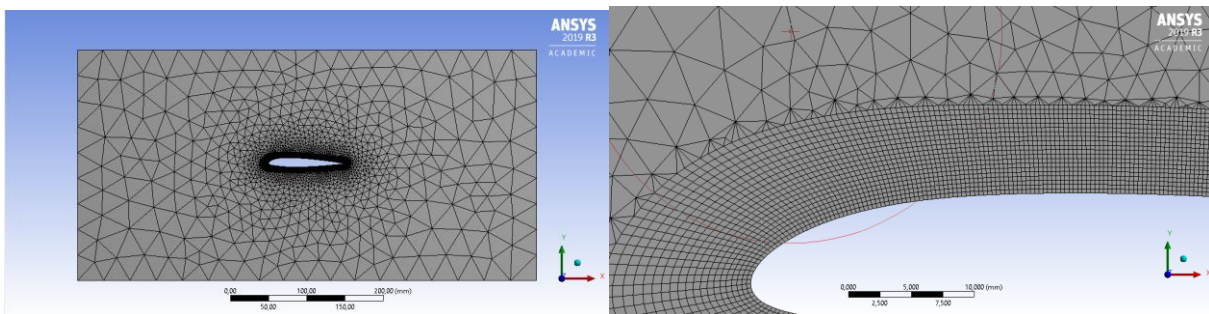 ANSYS
2019 R3
ACADEMIC
Y
X
0,00 100,00 200,00 (mm)
50,00 150,00
ANSYS
2019 R3
ACADEMIC
Y
X
0,000 5,000 10,000 (mm)
2,500 7,500